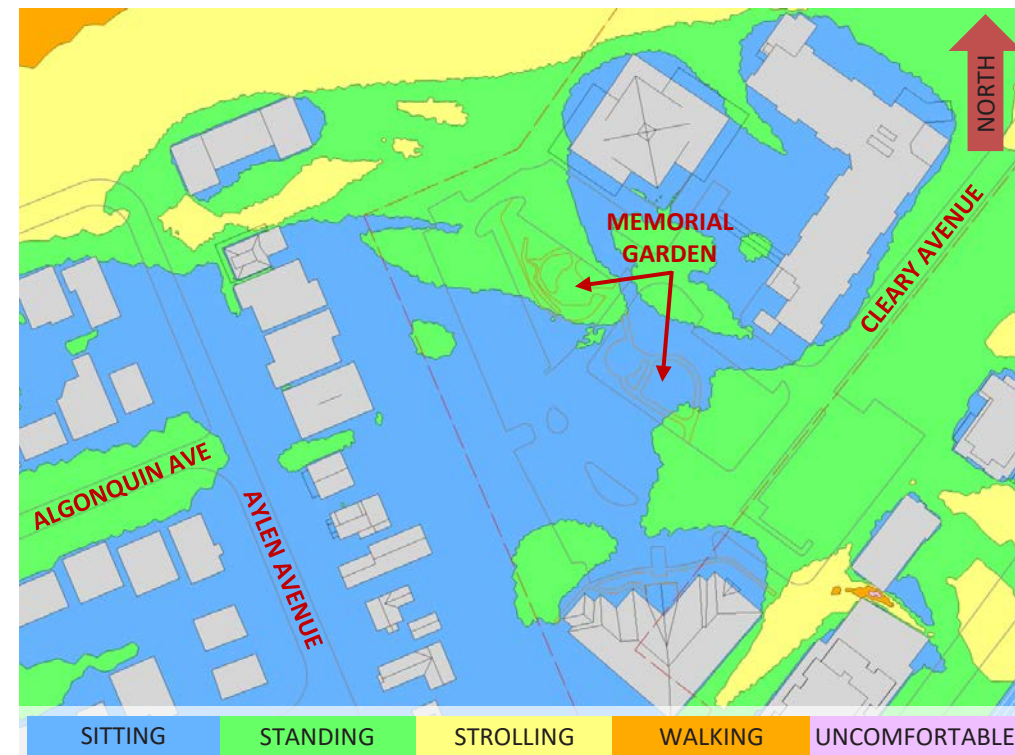 NORTH
MEMORIAL
GARDEN
CLEARY AVENUE
ALGONQUIN AVE
AYLEN AVENUE
SITTING
STANDING
STROLLING
WALKING
UNCOMFORTABLE